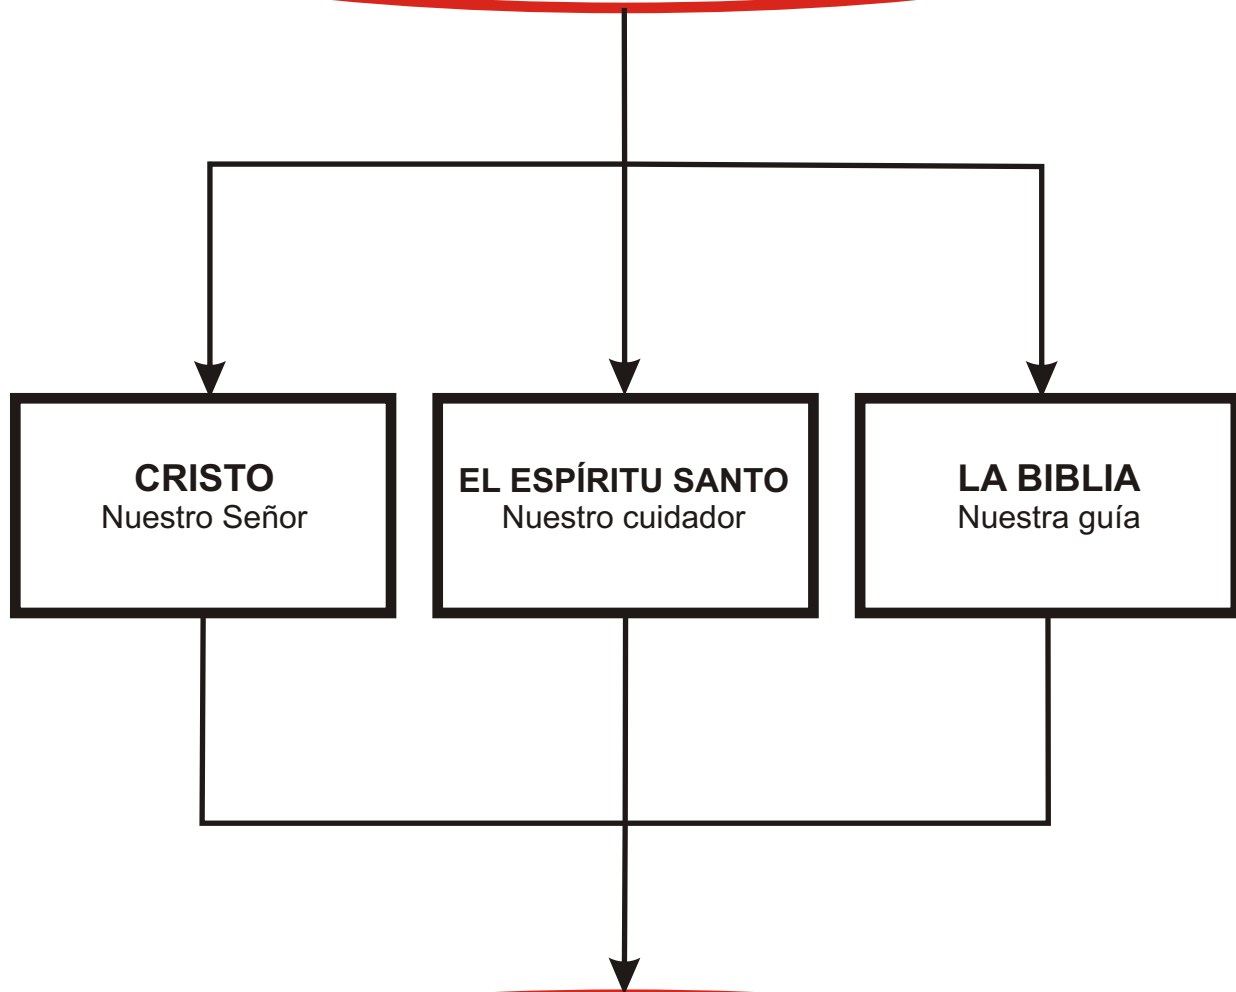 CRISTO
Nuestro Señor
EL ESPÍRITU SANTO
Nuestro cuidador
LA BIBLIA
Nuestra guía